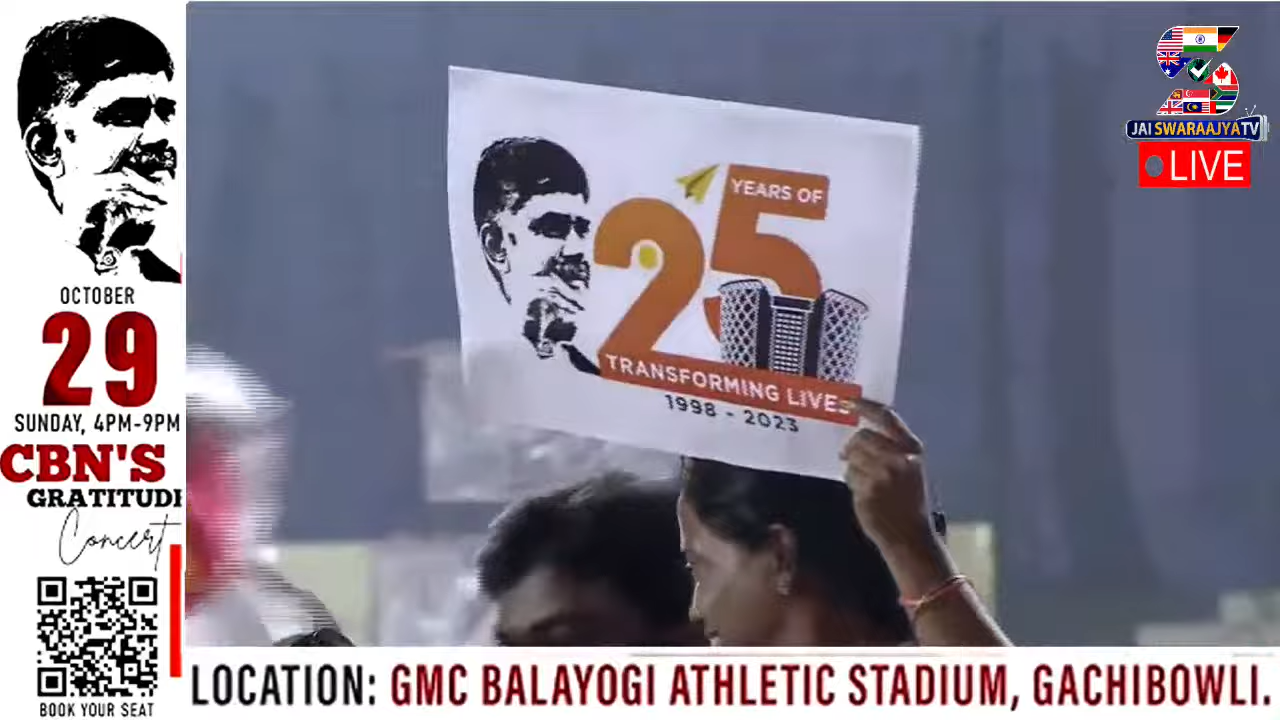 OCTOBER
29
SUNDAY, 4PM-9PM
CBN'S
GRATITUDE
Concert
BOOK YOUR SEAT
25
YEARS OF
TRANSFORMING LIVES
1998 - 2023
JAI SWARAAJYA TV
LIVE
LOCATION: GMC BALAYOGI ATHLETIC STADIUM, GACHIBOWLI.